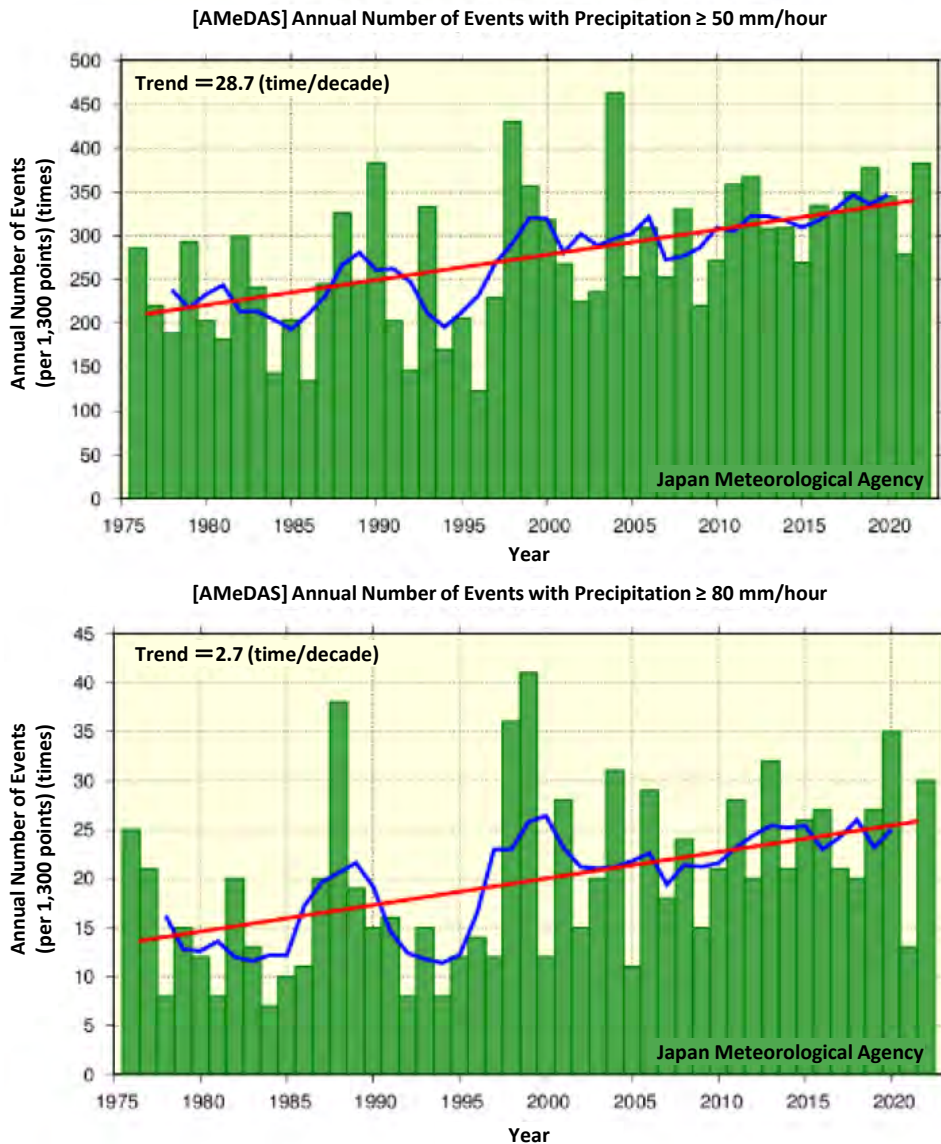 [AMeDAS] Annual Number of Events with Precipitation ≥ 50 mm/hour
Trend =28.7 (time/decade)
Annual Number of Events
(per 1,300 points) (times)
500
450
400
350
300
250
200
150
100
50
0
Japan Meteorological Agency
1975 1980 1985 1990 1995 2000 2005 2010 2015 2020
Year
[AMeDAS] Annual Number of Events with Precipitation ≥ 80 mm/hour
Trend =2.7 (time/decade)
Annual Number of Events
(per 1,300 points) (times)
45
40
35
30
25
20
15
10
5
0
Japan Meteorological Agency
1975 1980 1985 1990 1995 2000 2005 2010 2015 2020
Year